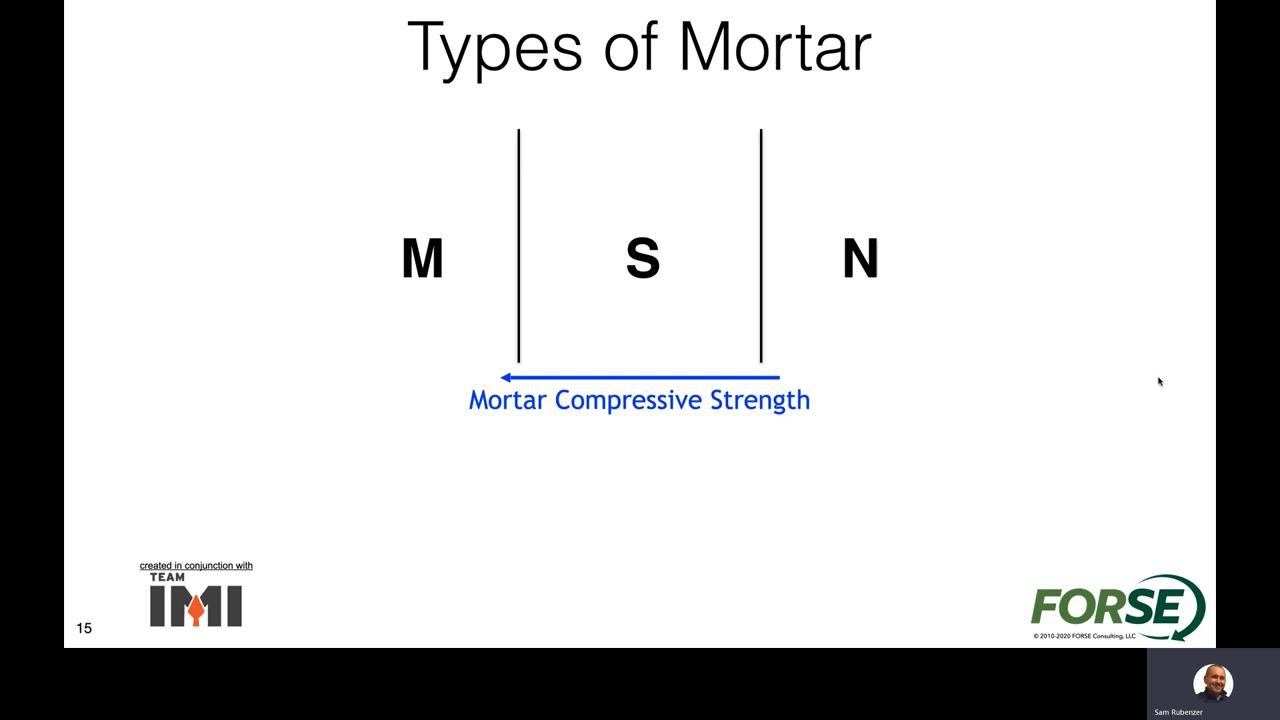 Types of Mortar
M S N
Mortar Compressive Strength
created in conjunction with
TEAM
IMI
FORSE
© 2010-2020 FORSE Consulting, LLC
15
Sam Rubenzer